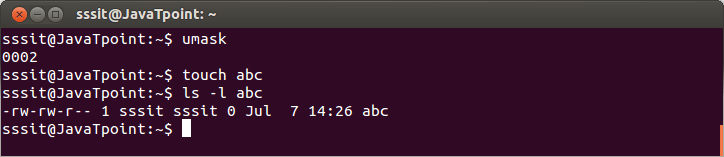 sssit@JavaTpoint: ~
sssit@JavaTpoint:~$ umask
0002
sssit@JavaTpoint:~$ touch abc
sssit@JavaTpoint:~$ ls -l abc
-rw-rw-r-- 1 sssit sssit 0 Jul  7 14:26 abc
sssit@JavaTpoint:~$